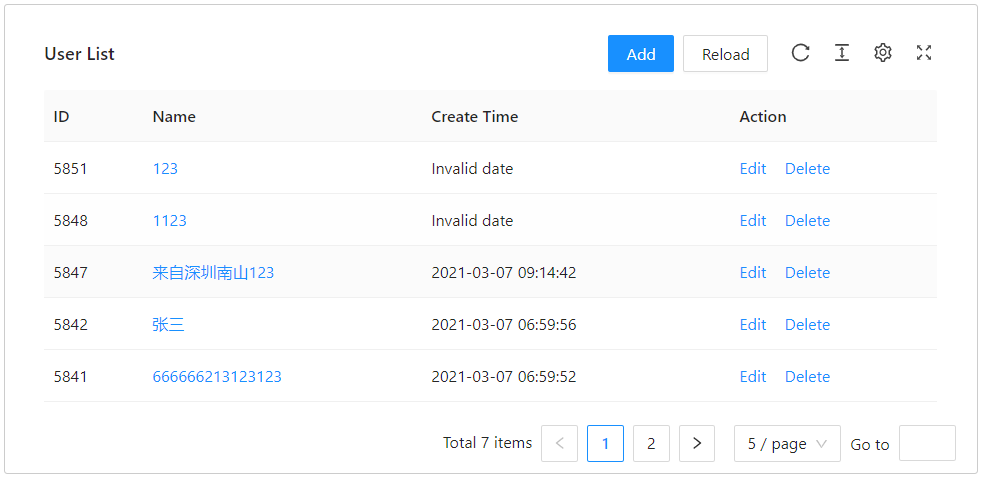 User List Add Reload
ID Name Create Time Action
5851 123 Invalid date Edit Delete
5848 1123 Invalid date Edit Delete
5847 来自深圳南山123 2021-03-07 09:14:42 Edit Delete
5842 张三 2021-03-07 06:59:56 Edit Delete
5841 666666213123123 2021-03-07 06:59:52 Edit Delete
Total 7 items < 1 2 > 5 / page Go to